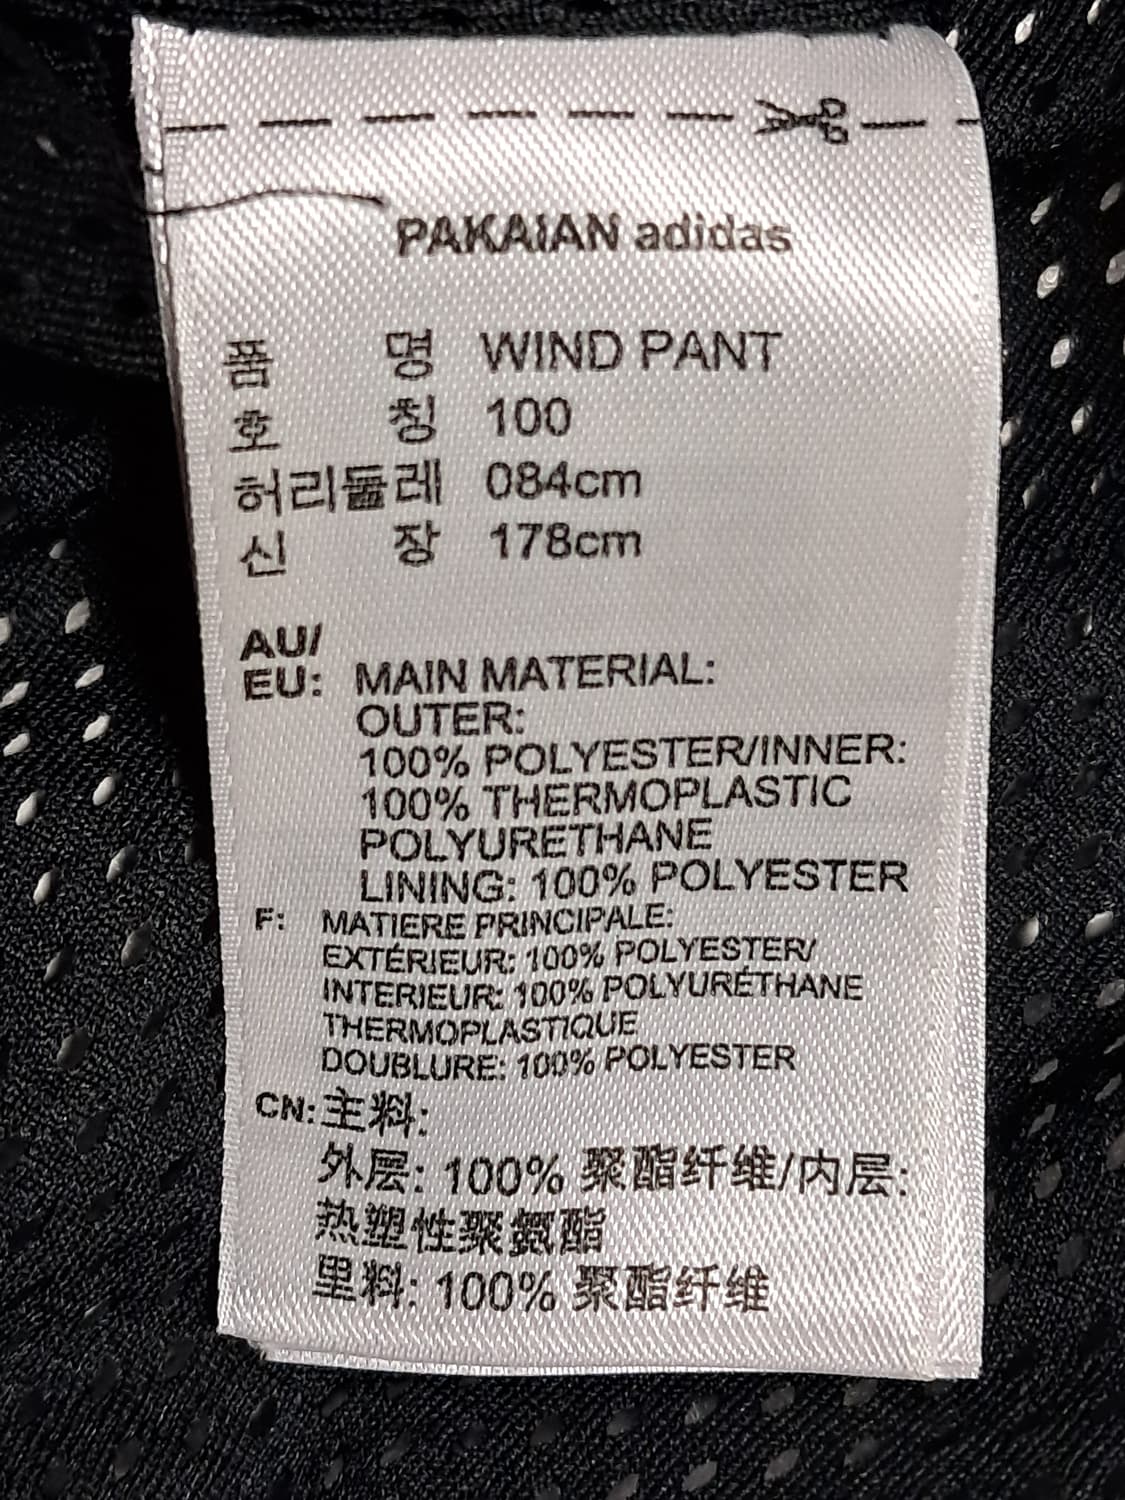 PAKAIAN adidas
품 명 WIND PANT
호 칭 100
허리둘레 084cm
신 장 178cm
AU/
EU: MAIN MATERIAL:
OUTER:
100% POLYESTER/INNER:
100% THERMOPLASTIC
POLYURETHANE
LINING: 100% POLYESTER
F: MATIERE PRINCIPALE:
EXTÉRIEUR: 100% POLYESTER/
INTERIEUR: 100% POLYURÉTHANE
THERMOPLASTIQUE
DOUBLURE: 100% POLYESTER
CN: 主料:
外层: 100% 聚酯纤维/内层:
热塑性聚氨酯
里料: 100% 聚酯纤维